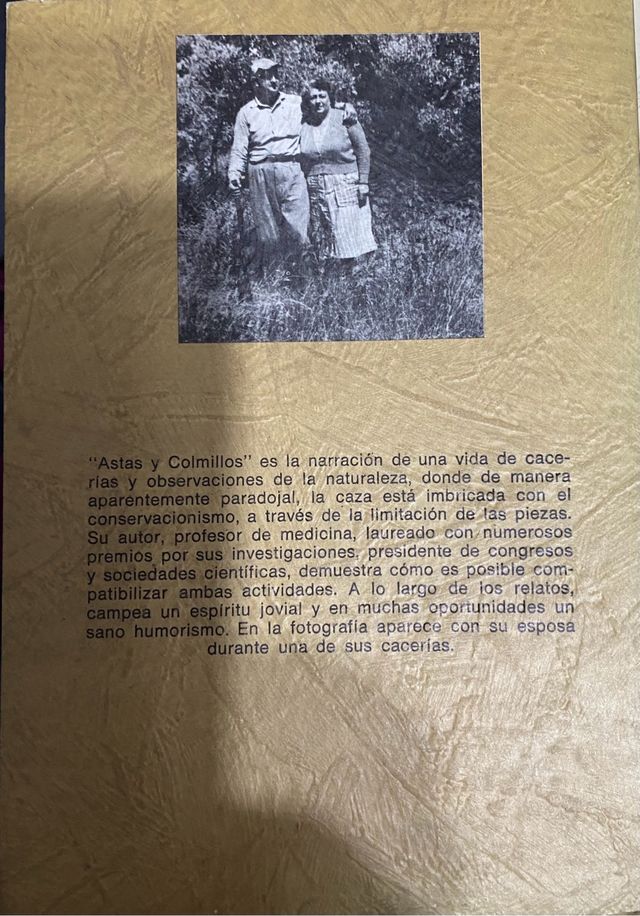 "Astas y Colmillos" es la narración de una vida de cace-
rías y observaciones de la naturaleza, donde de manera
aparentemente paradojal, la caza está imbricada con el
conservacionismo, a través de la limitación de las piezas.
Su autor, profesor de medicina, laureado con numerosos
premios por sus investigaciones, presidente de congresos
y sociedades científicas, demuestra cómo es posible com-
patibilizar ambas actividades. A lo largo de los relatos,
campea un espíritu jovial y en muchas oportunidades un
sano humorismo. En la fotografía aparece con su esposa
durante una de sus cacerías.